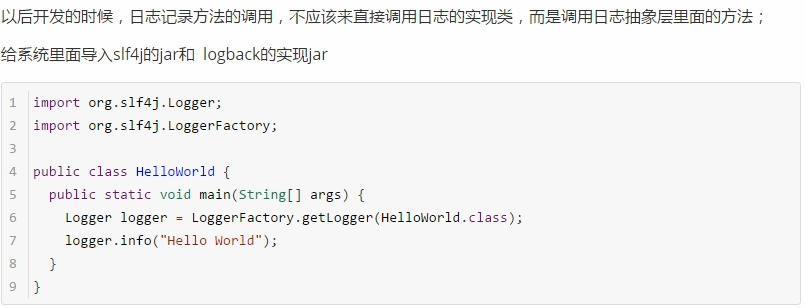 以后开发的时候，日志记录方法的调用，不应该来直接调用日志的实现类，而是调用日志抽象层里面的方法；
给系统里面导入slf4j的jar和 logback的实现jar
1 import org.slf4j.Logger;
2 import org.slf4j.LoggerFactory;
3
4 public class HelloWorld {
5   public static void main(String[] args) {
6     Logger logger = LoggerFactory.getLogger(HelloWorld.class);
7     logger.info("Hello World");
8   }
9 }